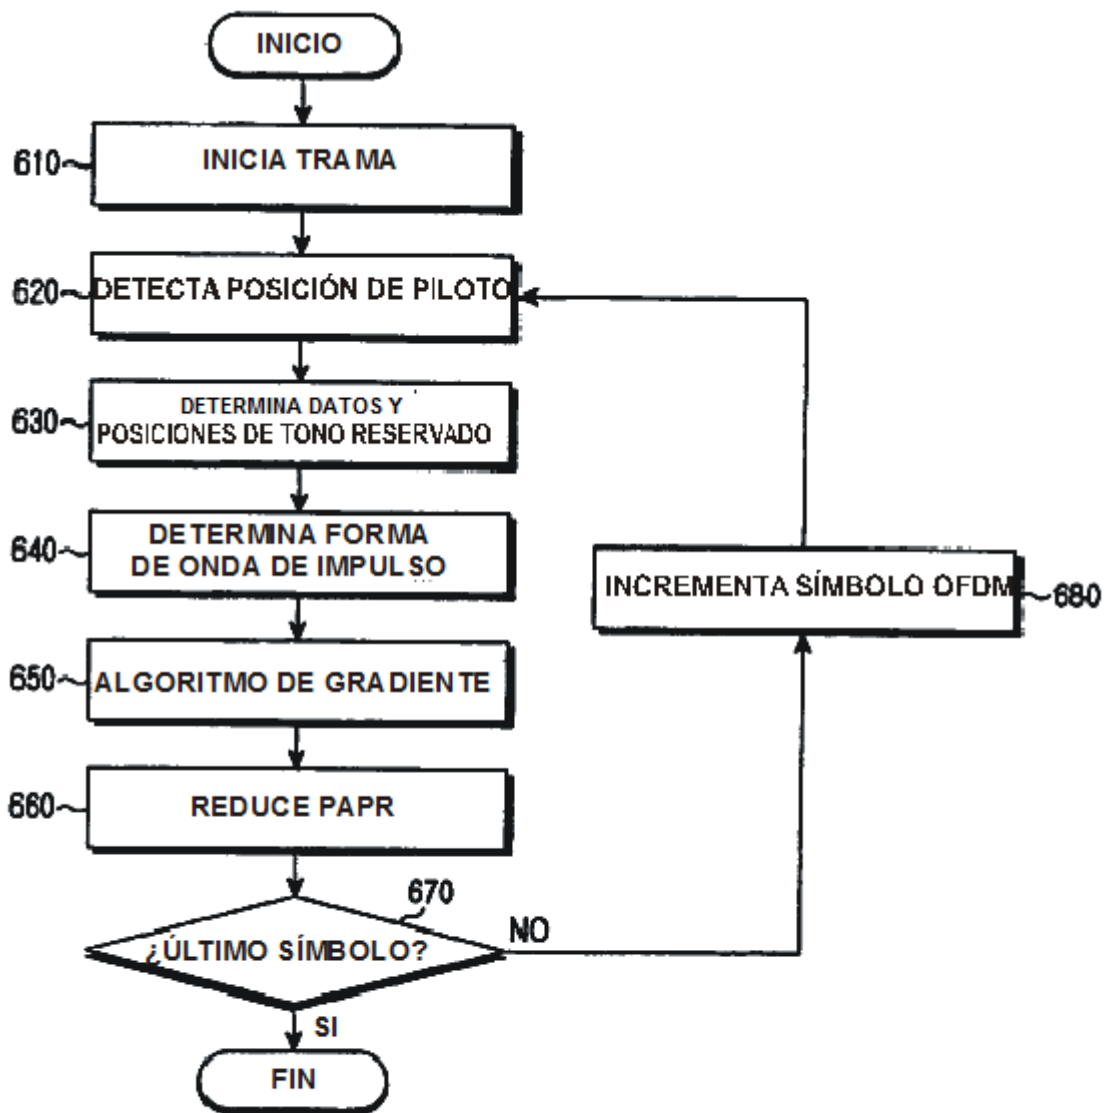 INICIO
610
INICIA TRAMA
620
DETECTA POSICIÓN DE PILOTO
630
DETERMINA DATOS Y
POSICIONES DE TONO RESERVADO
640
DETERMINA FORMA
DE ONDA DE IMPULSO
INCREMENTA SÍMBOLO OFDM
680
650
ALGORITMO DE GRADIENTE
660
REDUCE PAPR
670
¿ÚLTIMO SÍMBOLO?
NO
SI
FIN